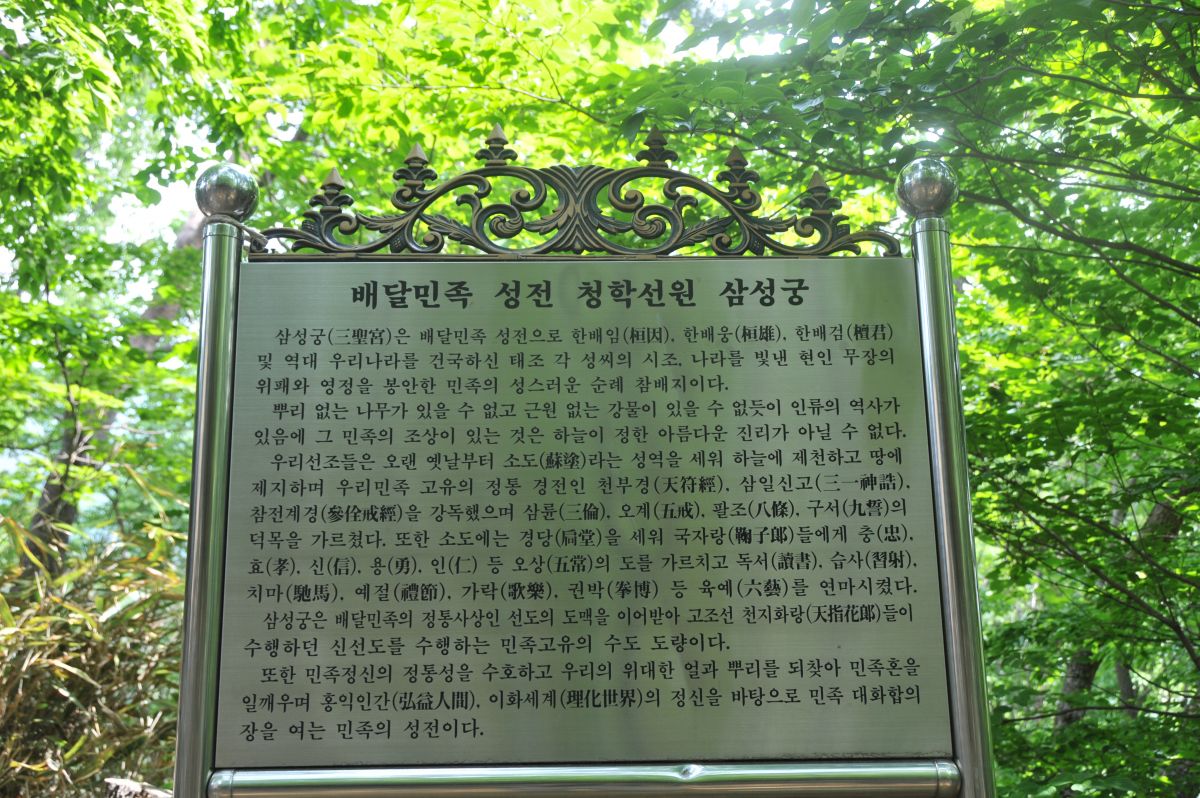 배달민족 성전 청학선원 삼성궁
삼성궁(三聖宮)은 배달민족 성전으로 한배임(桓因), 한배웅(桓雄), 한배검(檀君)
및 역대 우리나라를 건국하신 태조 각 성씨의 시조, 나라를 빛낸 현인 무장의
위패와 영정을 봉안한 민족의 성스러운 순례 참배지이다.
뿌리 없는 나무가 있을 수 없고 근원 없는 강물이 있을 수 없듯이 인류의 역사가
있음에 그 민족의 조상이 있는 것은 하늘이 정한 아름다운 진리가 아닐 수 없다.
우리선조들은 오랜 옛날부터 소도(蘇塗)라는 성역을 세워 하늘에 제천하고 땅에
제지하며 우리민족 고유의 정통 경전인 천부경(天符經), 삼일신고(三一神誥),
참전계경(參佺戒經)을 강독했으며 삼륜(三倫), 오계(五戒), 팔조(八條), 구서(九誓)의
덕목을 가르쳤다. 또한 소도에는 경당(扃堂)을 세워 국자랑(鞠子郎)들에게 충(忠),
효(孝), 신(信), 용(勇), 인(仁) 등 오상(五常)의 도를 가르치고 독서(讀書), 습사(習射),
치마(馳馬), 예절(禮節), 가락(歌樂), 권박(拳博) 등 육예(六藝)를 연마시켰다.
삼성궁은 배달민족의 정통사상인 선도의 도맥을 이어받아 고조선 천지화랑(天指花郎)들이
수행하던 신선도를 수행하는 민족고유의 수도 도량이다.
또한 민족정신의 정통성을 수호하고 우리의 위대한 얼과 뿌리를 되찾아 민족혼을
일깨우며 홍익인간(弘益人間), 이화세계(理化世界)의 정신을 바탕으로 민족 대화합의
장을 여는 민족의 성전이다.